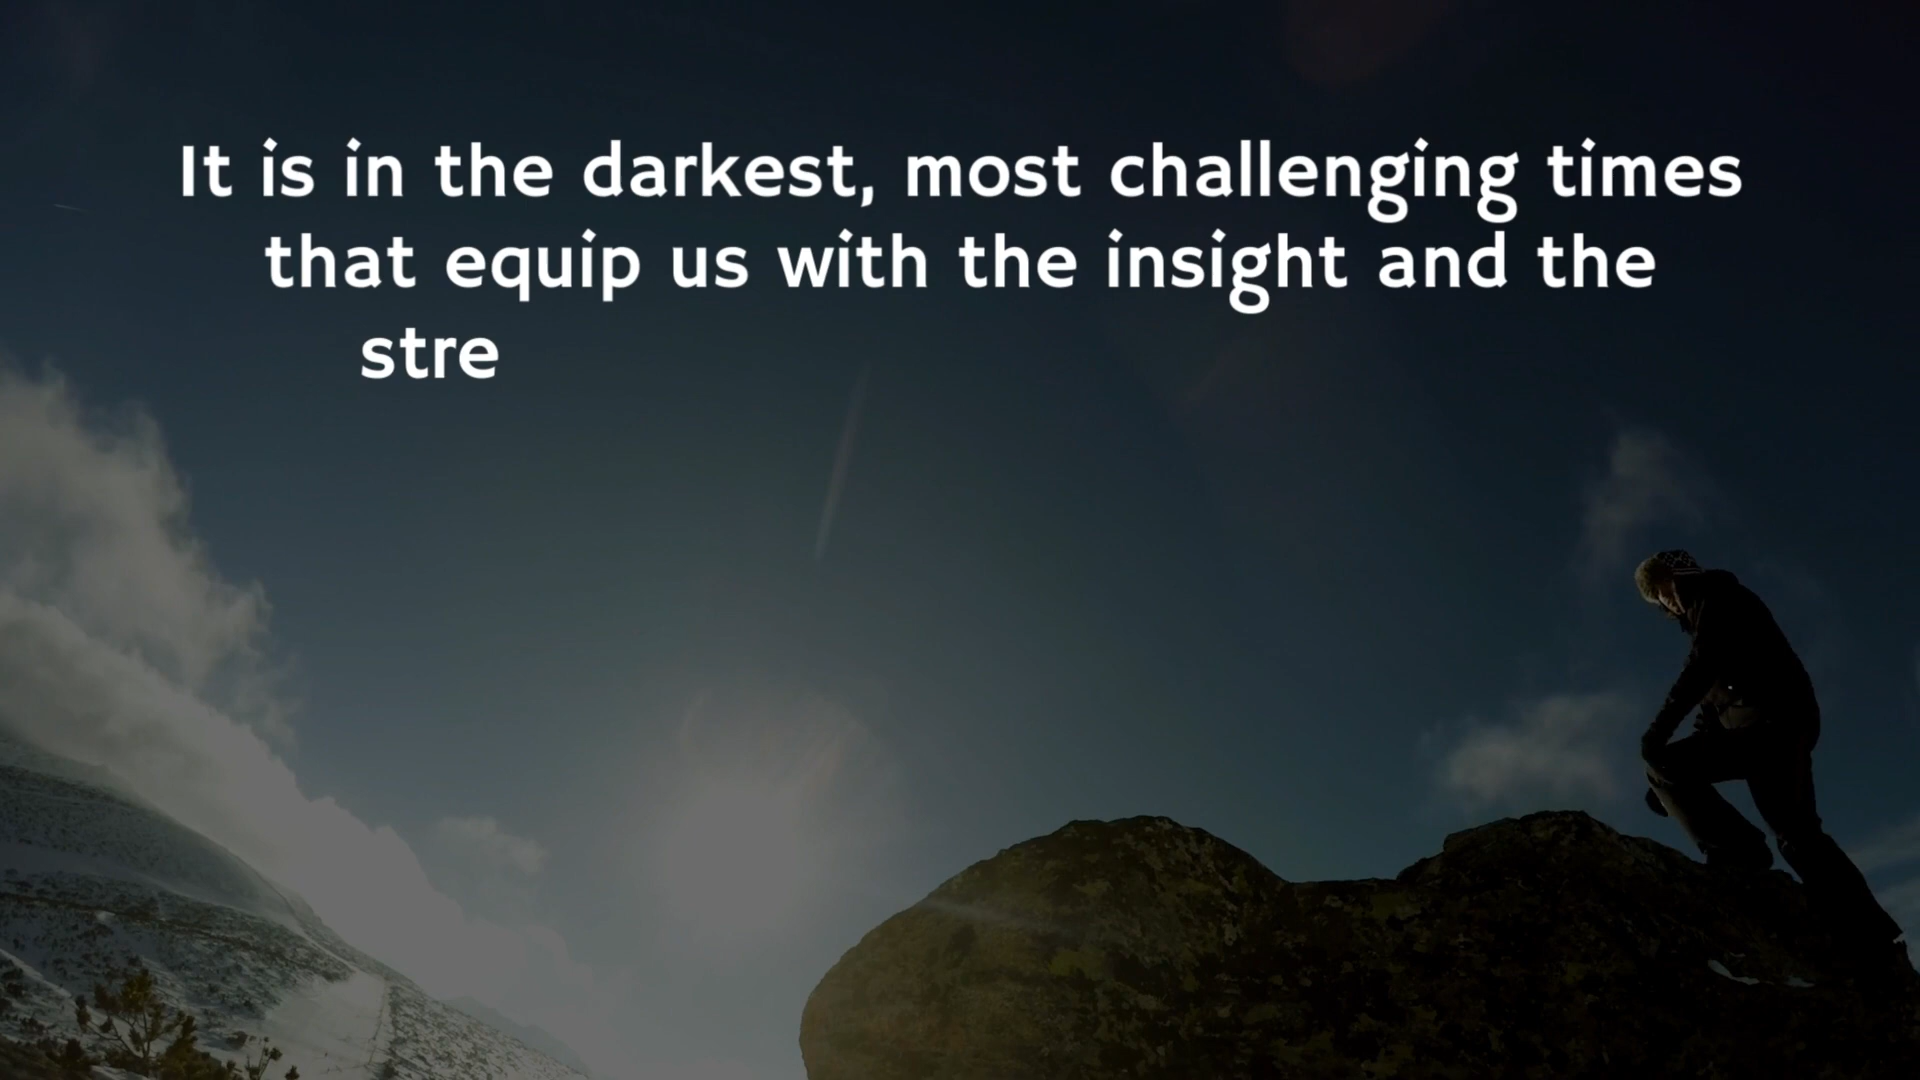 It is in the darkest, most challenging times
that equip us with the insight and the
stre